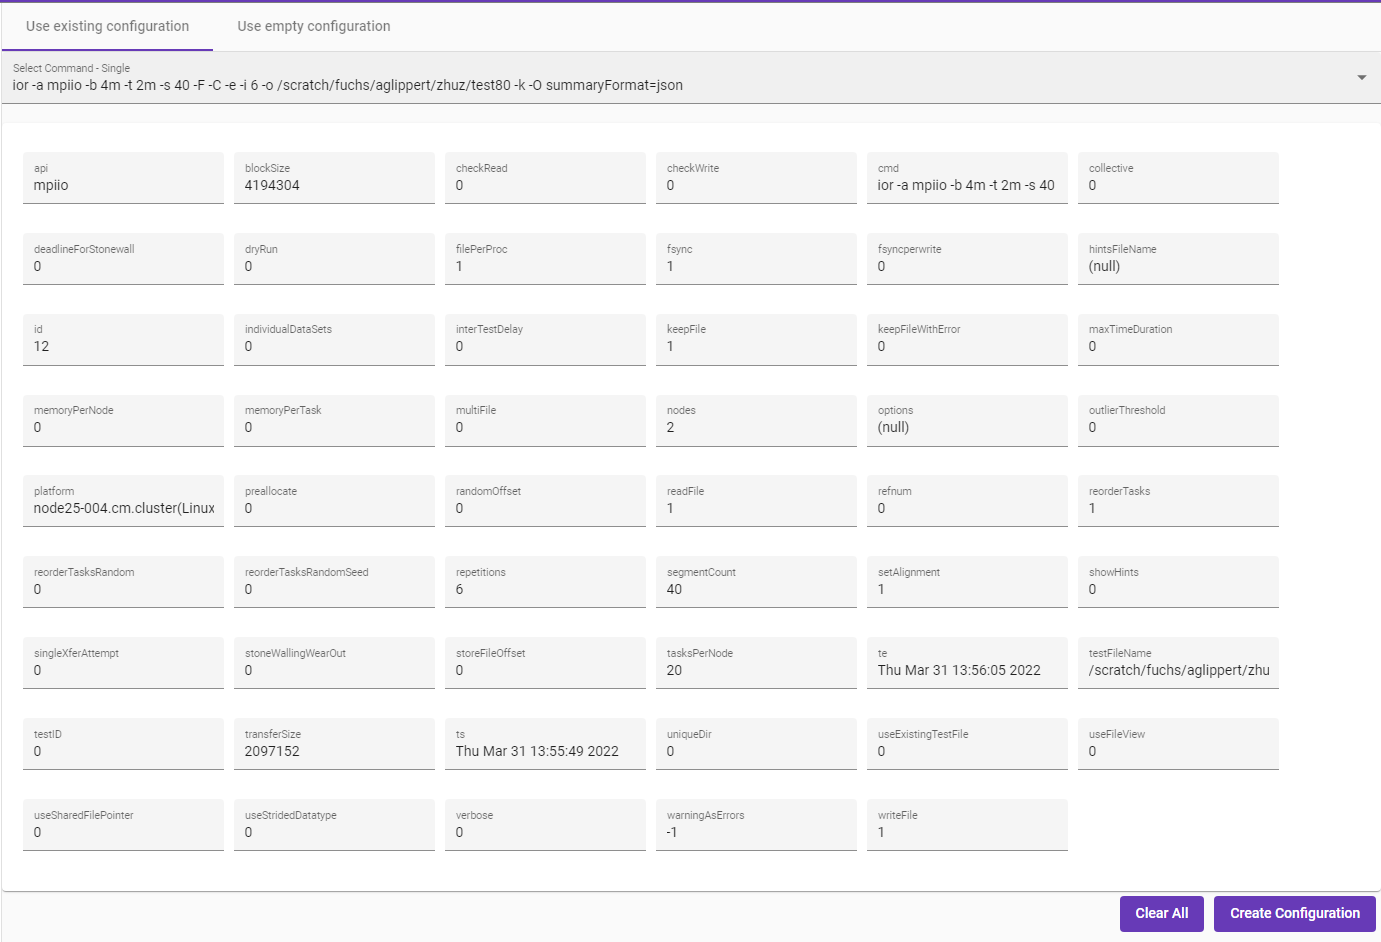 Use existing configuration
Use empty configuration
Select Command - Single
ior -a mpiio -b 4m -t 2m -s 40 -F -C -e -i 6 -o /scratch/fuchs/aglippert/zhuz/test80 -k -O summaryFormat=json
api
mpiio
blockSize
4194304
checkRead
0
checkWrite
0
cmd
ior -a mpiio -b 4m -t 2m -s 40
collective
0
deadlineForStonewall
0
dryRun
0
filePerProc
1
fsync
1
fsyncperwrite
0
hintsFileName
(null)
id
12
individualDataSets
0
interTestDelay
0
keepFile
1
keepFileWithError
0
maxTimeDuration
0
memoryPerNode
0
memoryPerTask
0
multiFile
0
nodes
2
options
(null)
outlierThreshold
0
platform
node25-004.cm.cluster(Linux
preallocate
0
randomOffset
0
readFile
1
refnum
0
reorderTasks
1
reorderTasksRandom
0
reorderTasksRandomSeed
0
repetitions
6
segmentCount
40
setAlignment
1
showHints
0
singleXferAttempt
0
stoneWallingWearOut
0
storeFileOffset
0
tasksPerNode
20
te
Thu Mar 31 13:56:05 2022
testFileName
/scratch/fuchs/aglippert/zhu
testID
0
transferSize
2097152
ts
Thu Mar 31 13:55:49 2022
uniqueDir
0
useExistingTestFile
0
useFileView
0
useSharedFilePointer
0
useStridedDatatype
0
verbose
0
warningAsErrors
-1
writeFile
1
Clear All
Create Configuration